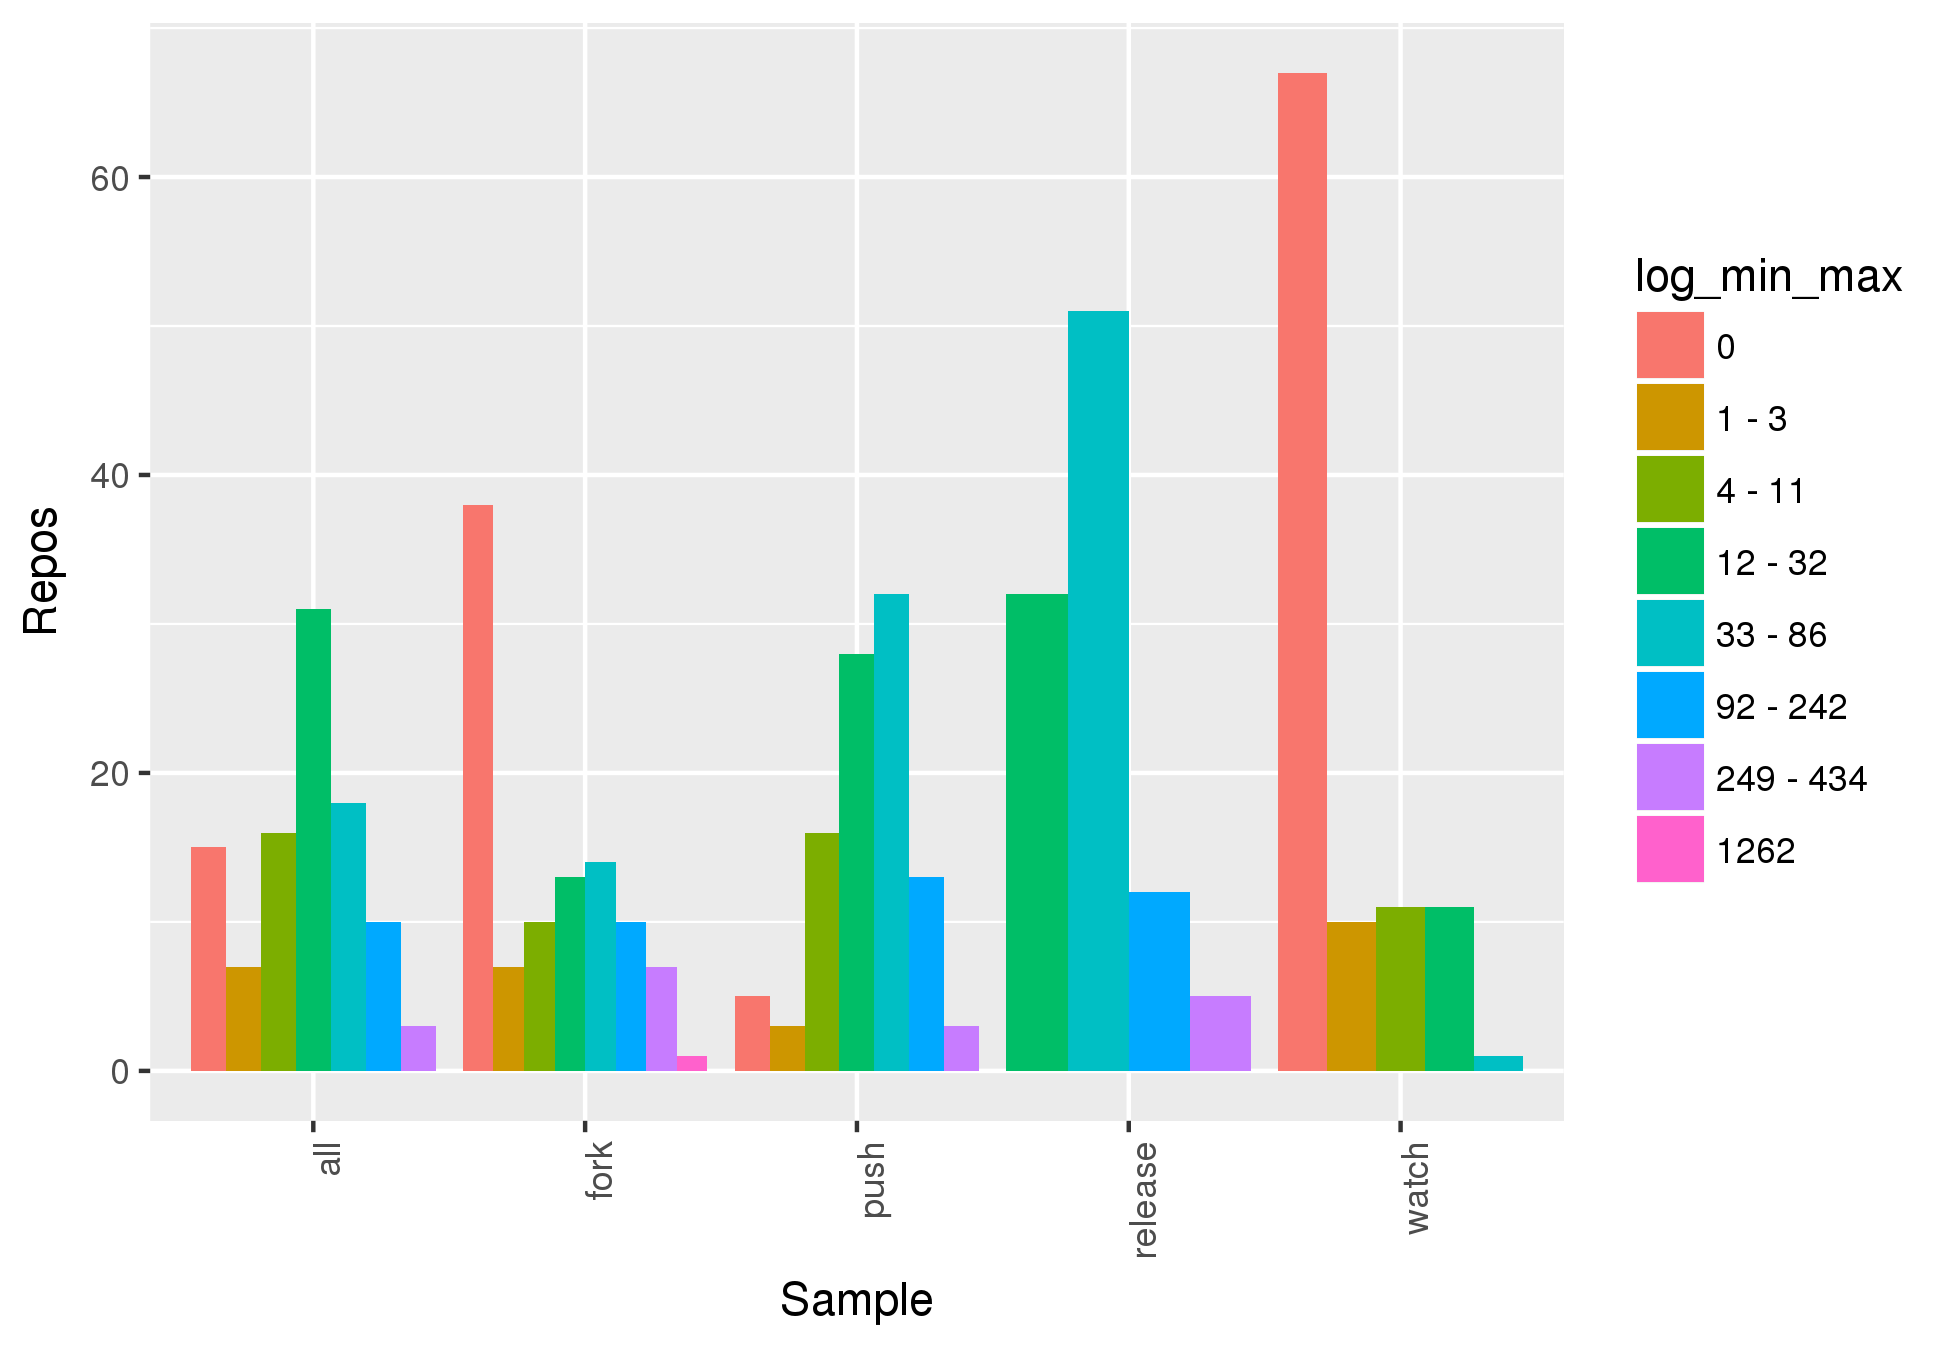 60
40
20
0
Repos
all
fork
push
release
watch
Sample
log_min_max
0
1 - 3
4 - 11
12 - 32
33 - 86
92 - 242
249 - 434
1262